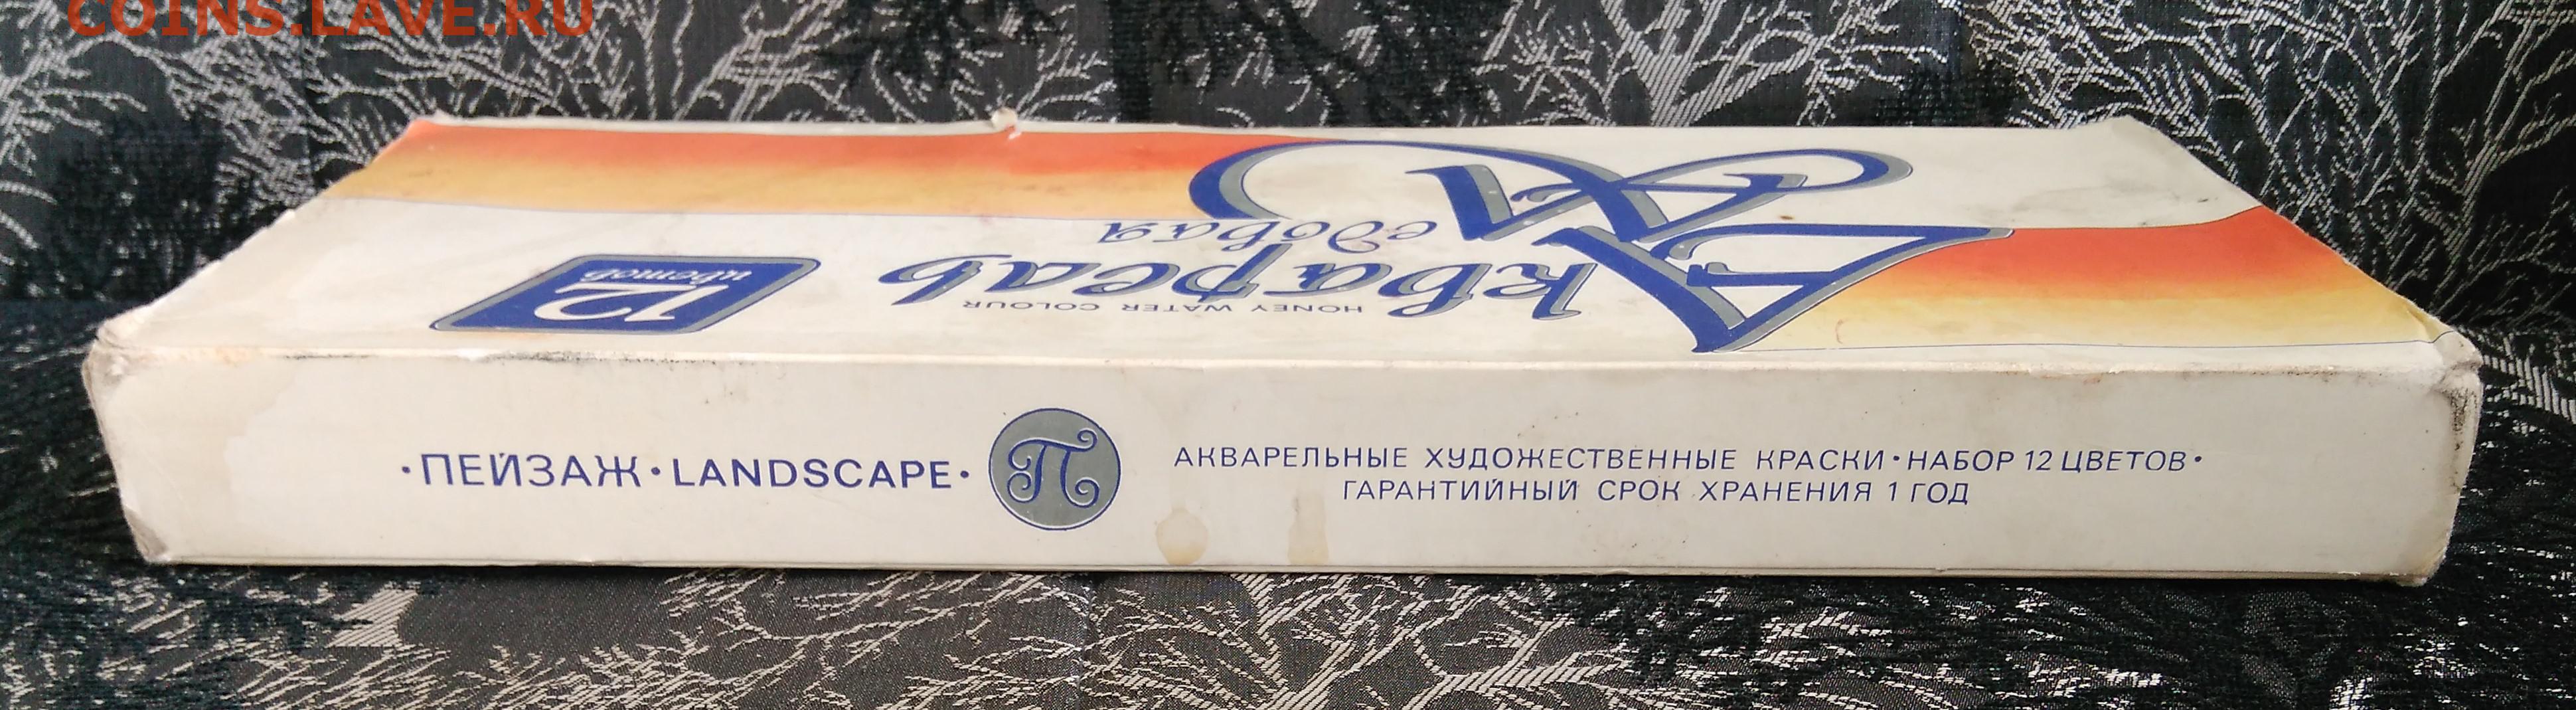 COINS.LAVE.RU
Акварель
Медовая
HONEY WATER COLOUR
12
цветов
·ПЕЙЗАЖ·LANDSCAPE·
П
АКВАРЕЛЬНЫЕ ХУДОЖЕСТВЕННЫЕ КРАСКИ·НАБОР 12 ЦВЕТОВ·
ГАРАНТИЙНЫЙ СРОК ХРАНЕНИЯ 1 ГОД